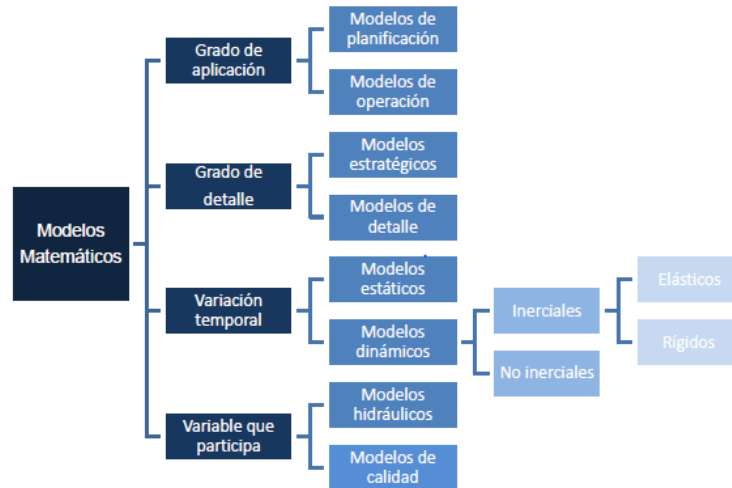 Modelos
Matemáticos
Grado de
aplicación
Modelos de
planificación
Modelos de
operación
Grado de
detalle
Modelos
estratégicos
Modelos de
detalle
Variación
temporal
Modelos
estáticos
Modelos
dinámicos
Inerciales
Elásticos
Rígidos
No inerciales
Variable que
participa
Modelos
hidráulicos
Modelos de
calidad